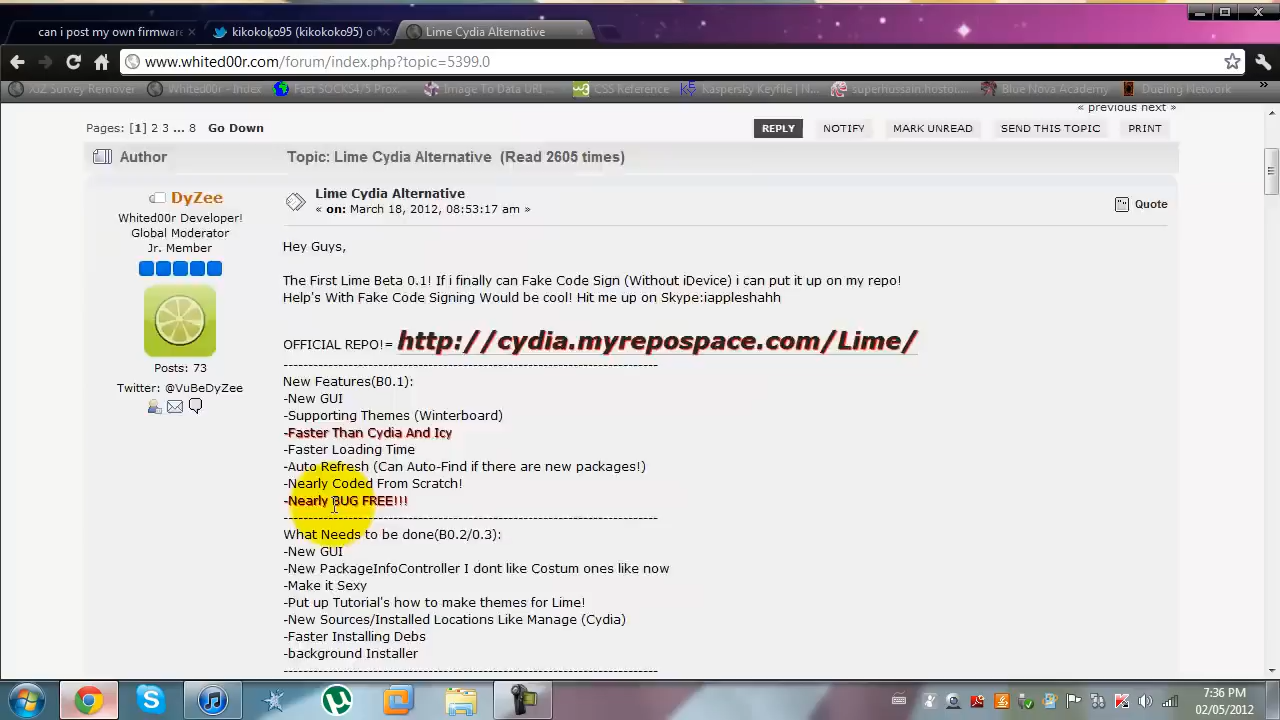 can i post my own firmwar
kikokoko95 (kikokoko95) or
Lime Cydia Alternative
www.whited00r.com/forum/index.php?topic=5399.0
XJZ Survey Remover
Whited00r - Index
Fast SOCKS4/5 Prox...
Image To Data URI ...
CSS Reference
Kaspersky Keyfile | N...
superhussain.hostoi...
Blue Nova Academy
Dueling Network
« previous next »
Pages: [1] 2 3 ... 8 Go Down
REPLY NOTIFY MARK UNREAD SEND THIS TOPIC PRINT
Author
Topic: Lime Cydia Alternative (Read 2605 times)
DyZee
Whited00r Developer!
Global Moderator
Jr. Member
Posts: 73
Twitter: @VuBeDyZee
Lime Cydia Alternative
« on: March 18, 2012, 08:53:17 am »
Quote
Hey Guys,
The First Lime Beta 0.1! If i finally can Fake Code Sign (Without iDevice) i can put it up on my repo!
Help's With Fake Code Signing Would be cool! Hit me up on Skype:iappleshahh
OFFICIAL REPO!= http://cydia.myrepospace.com/Lime/
--------------------------------------------------------------------------
New Features(B0.1):
-New GUI
-Supporting Themes (Winterboard)
-Faster Than Cydia And Icy
-Faster Loading Time
-Auto Refresh (Can Auto-Find if there are new packages!)
-Nearly Coded From Scratch!
-Nearly BUG FREE!!!
--------------------------------------------------------------------------
What Needs to be done(B0.2/0.3):
-New GUI
-New PackageInfoController I dont like Costum ones like now
-Make it Sexy
-Put up Tutorial's how to make themes for Lime!
-New Sources/Installed Locations Like Manage (Cydia)
-Faster Installing Debs
-background Installer
--------------------------------------------------------------------------
7:36 PM
02/05/2012